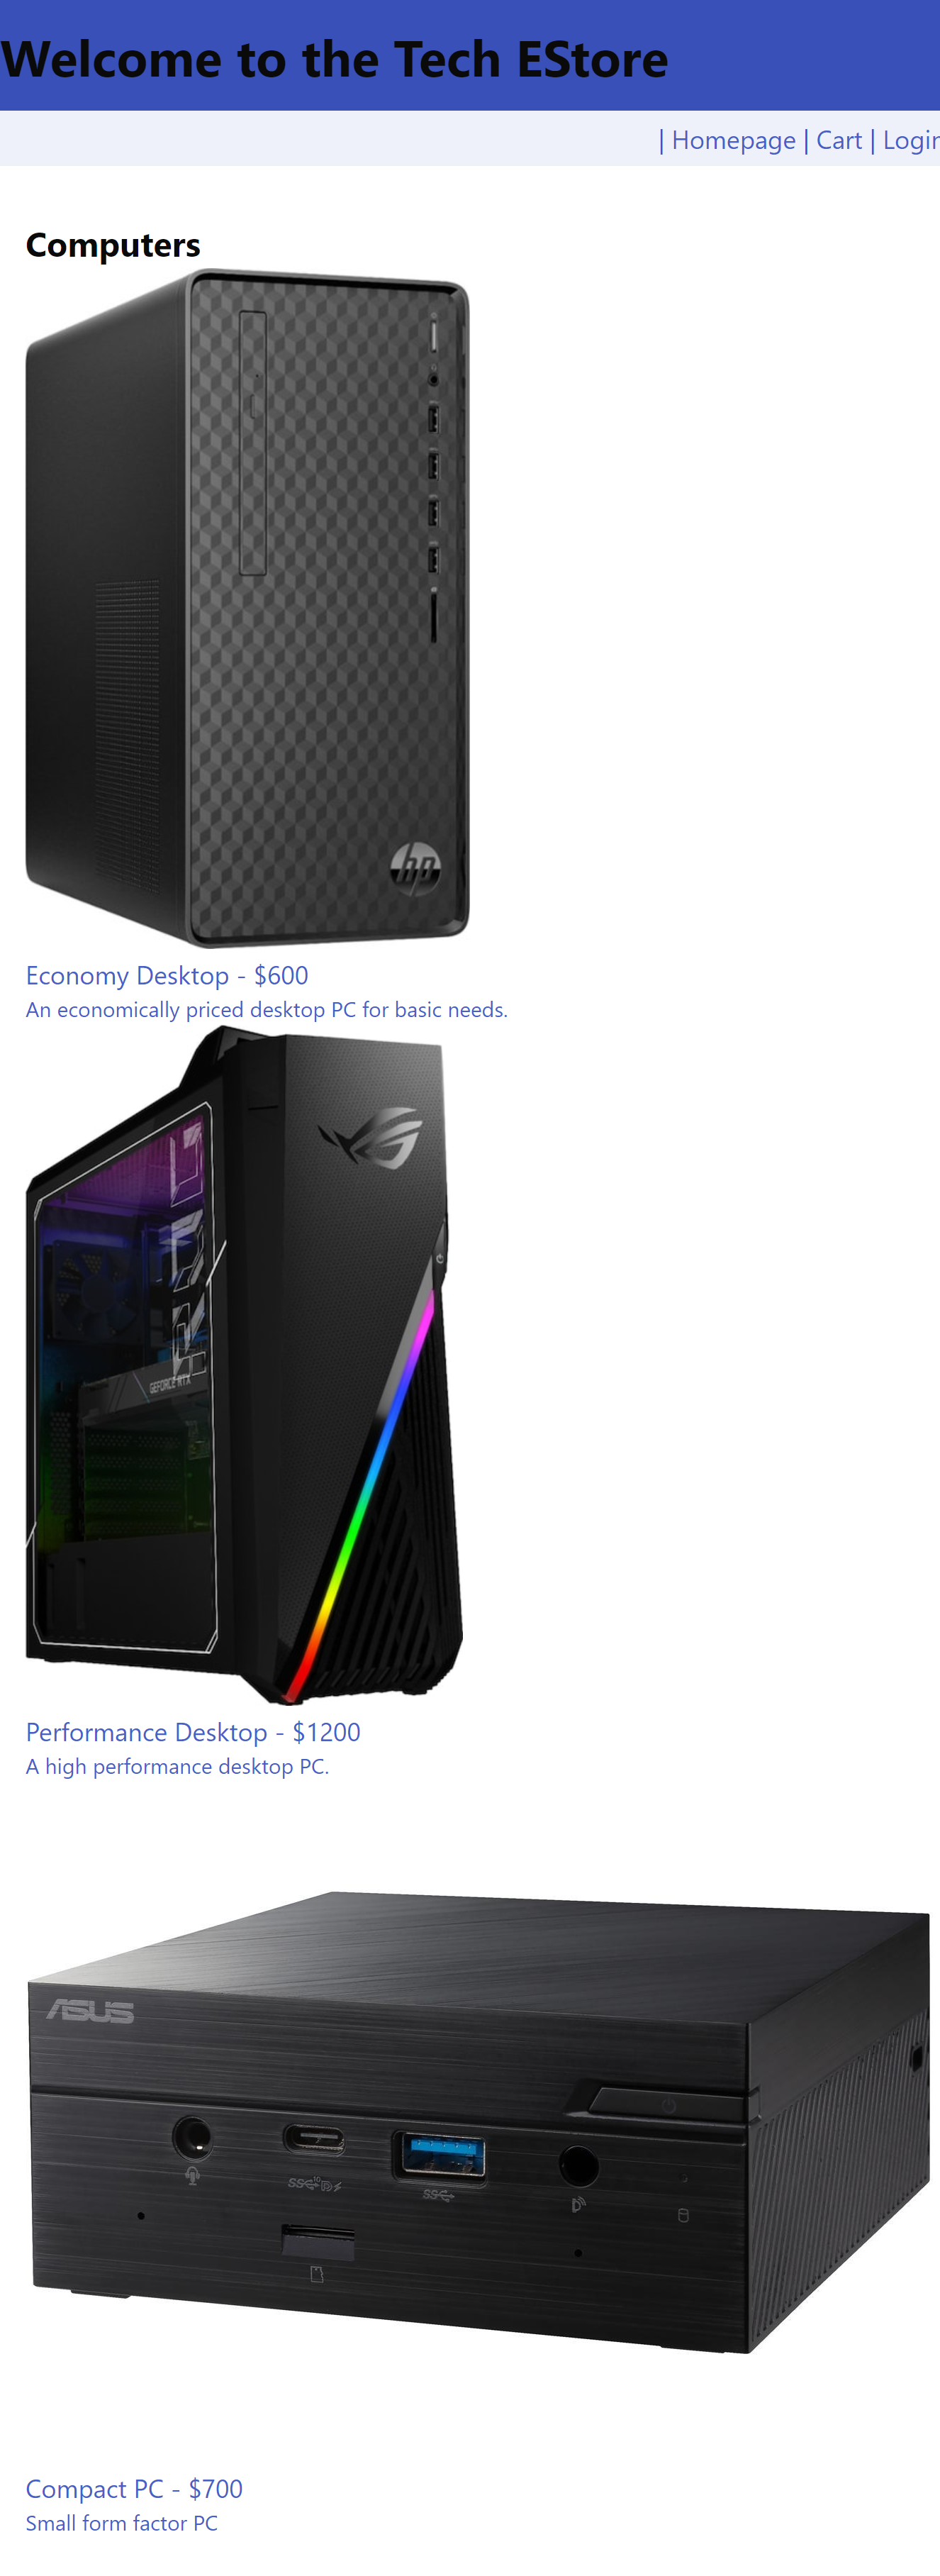 Welcome to the Tech EStore
| Homepage | Cart | Login
Computers
hp
Economy Desktop - $600
An economically priced desktop PC for basic needs.
GEFORCE RTX
Performance Desktop - $1200
A high performance desktop PC.
ASUS
Compact PC - $700
Small form factor PC